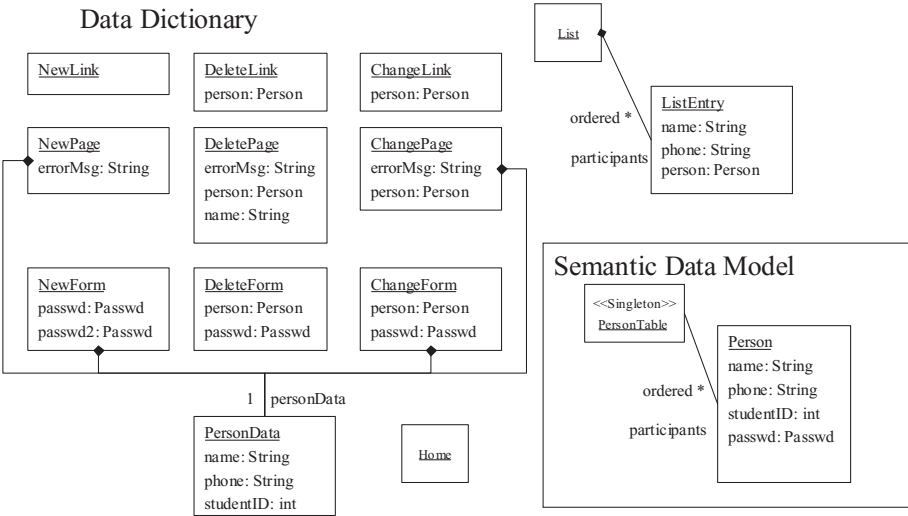 Data Dictionary
NewLink
DeleteLink
person: Person
ChangeLink
person: Person
NewPage
errorMsg: String
DeletePage
errorMsg: String
person: Person
name: String
ChangePage
errorMsg: String
person: Person
NewForm
passwd: Passwd
passwd2: Passwd
DeleteForm
person: Person
passwd: Passwd
ChangeForm
person: Person
passwd: Passwd
1 personData
PersonData
name: String
phone: String
studentID: int
Home
List
ordered *
participants
ListEntry
name: String
phone: String
person: Person
Semantic Data Model
<<Singleton>>
PersonTable
ordered *
participants
Person
name: String
phone: String
studentID: int
passwd: Passwd